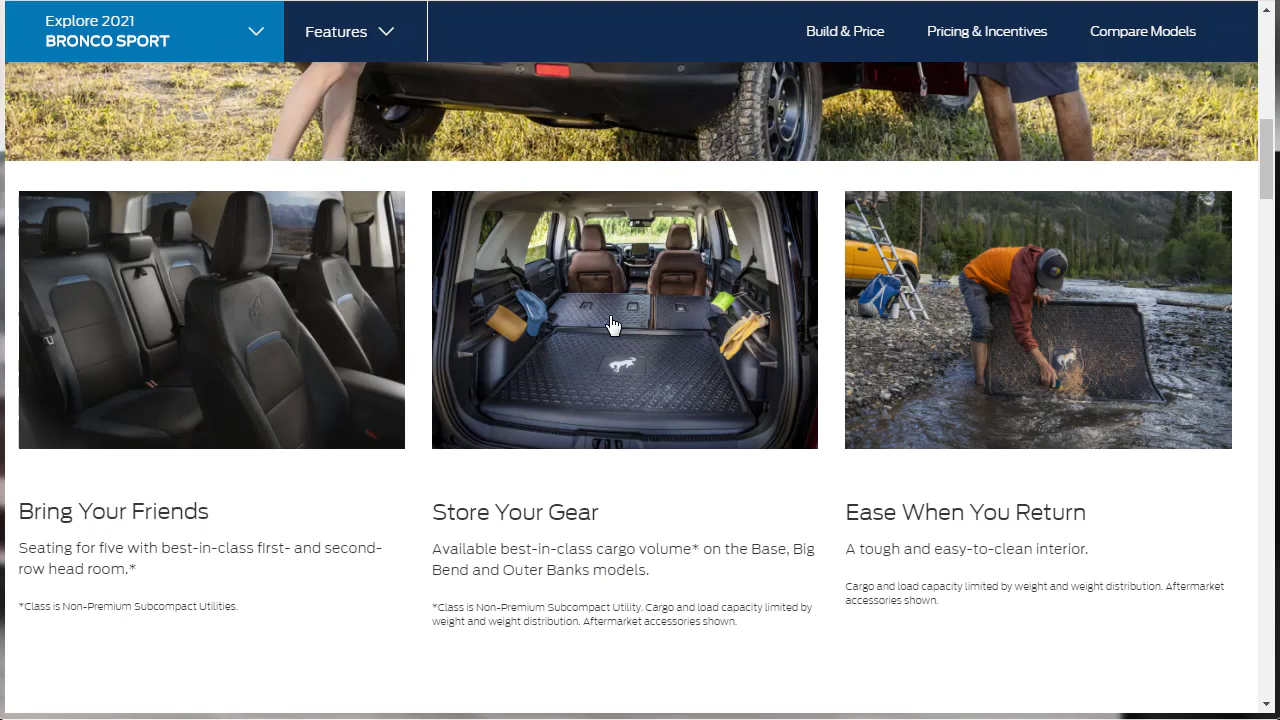 Explore 2021
BRONCO SPORT
Features
Build & Price
Pricing & Incentives
Compare Models
Bring Your Friends
Seating for five with best-in-class first- and second-
row head room.*
*Class is Non-Premium Subcompact Utilities.
Store Your Gear
Available best-in-class cargo volume* on the Base, Big
Bend and Outer Banks models.
*Class is Non-Premium Subcompact Utility. Cargo and load capacity limited by
weight and weight distribution. Aftermarket accessories shown.
Ease When You Return
A tough and easy-to-clean interior.
Cargo and load capacity limited by weight and weight distribution. Aftermarket
accessories shown.